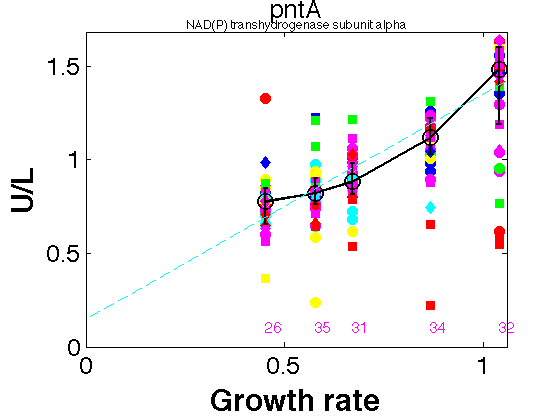 pntA
NAD(P) transhydrogenase subunit alpha
U/L
1.5
1
0.5
0
26 35 31 34 32
0 0.5 1
Growth rate